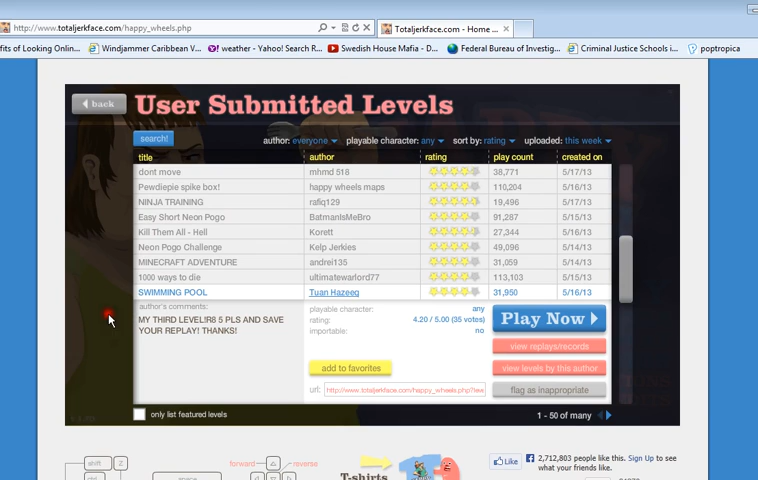 http://www.totaljerkface.com/happy_wheels.php
Totaljerkface.com - Home ...
fits of Looking Onlin...
Windjammer Caribbean V...
weather - Yahoo! Search R...
Swedish House Mafia - D...
Federal Bureau of Investig...
Criminal Justice Schools i...
poptropica
back
User Submitted Levels
search!
author: everyone
playable character: any
sort by: rating
uploaded: this week
title author rating play count created on
dont move mhmd 518 38,771 5/17/13
Pewdiepie spike box! happy wheels maps 110,204 5/16/13
NINJA TRAINING rafiq129 19,496 5/17/13
Easy Short Neon Pogo BatmanIsMeBro 91,287 5/15/13
Kill Them All - Hell Korett 27,344 5/16/13
Neon Pogo Challenge Kelp Jerkies 49,096 5/14/13
MINECRAFT ADVENTURE andrei135 31,059 5/14/13
1000 ways to die ultimatewarlord77 113,103 5/15/13
SWIMMING POOL Tuan Hazeeq 31,950 5/16/13
author's comments:
MY THIRD LEVEL!R8 5 PLS AND SAVE
YOUR REPLAY! THANKS!
playable character: any
rating: 4.20 / 5.00 (35 votes)
importable: no
add to favorites
url: http://www.totaljerkface.com/happy_wheels.php?leve
Play Now
view replays/records
view levels by this author
flag as inappropriate
only list featured levels
1 - 50 of many
shift Z
forward reverse
T-shirts
Like
2,712,803 people like this. Sign Up to see
what your friends like.